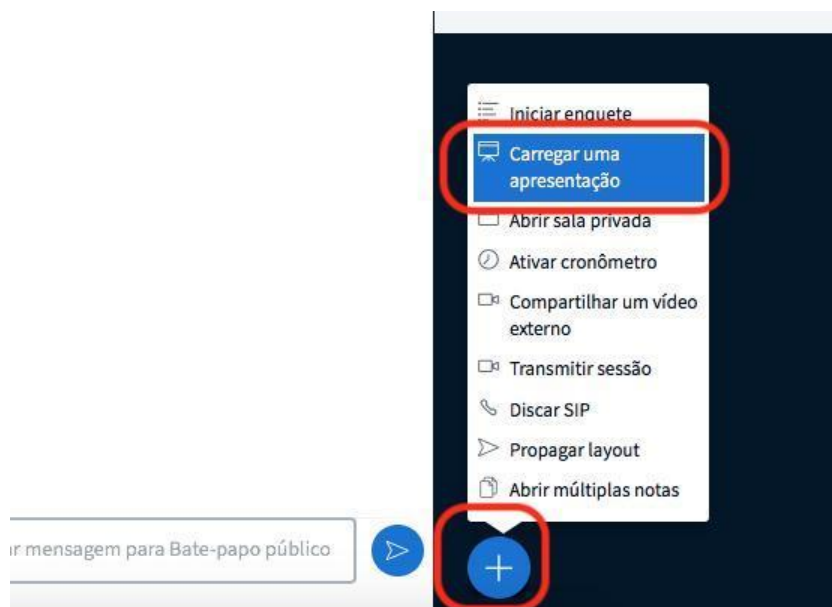 Iniciar enquete
Carregar uma
apresentação
Abrir sala privada
Ativar cronômetro
Compartilhar um vídeo
externo
Transmitir sessão
Discar SIP
Propagar layout
Abrir múltiplas notas
mensagem para Bate-papo público